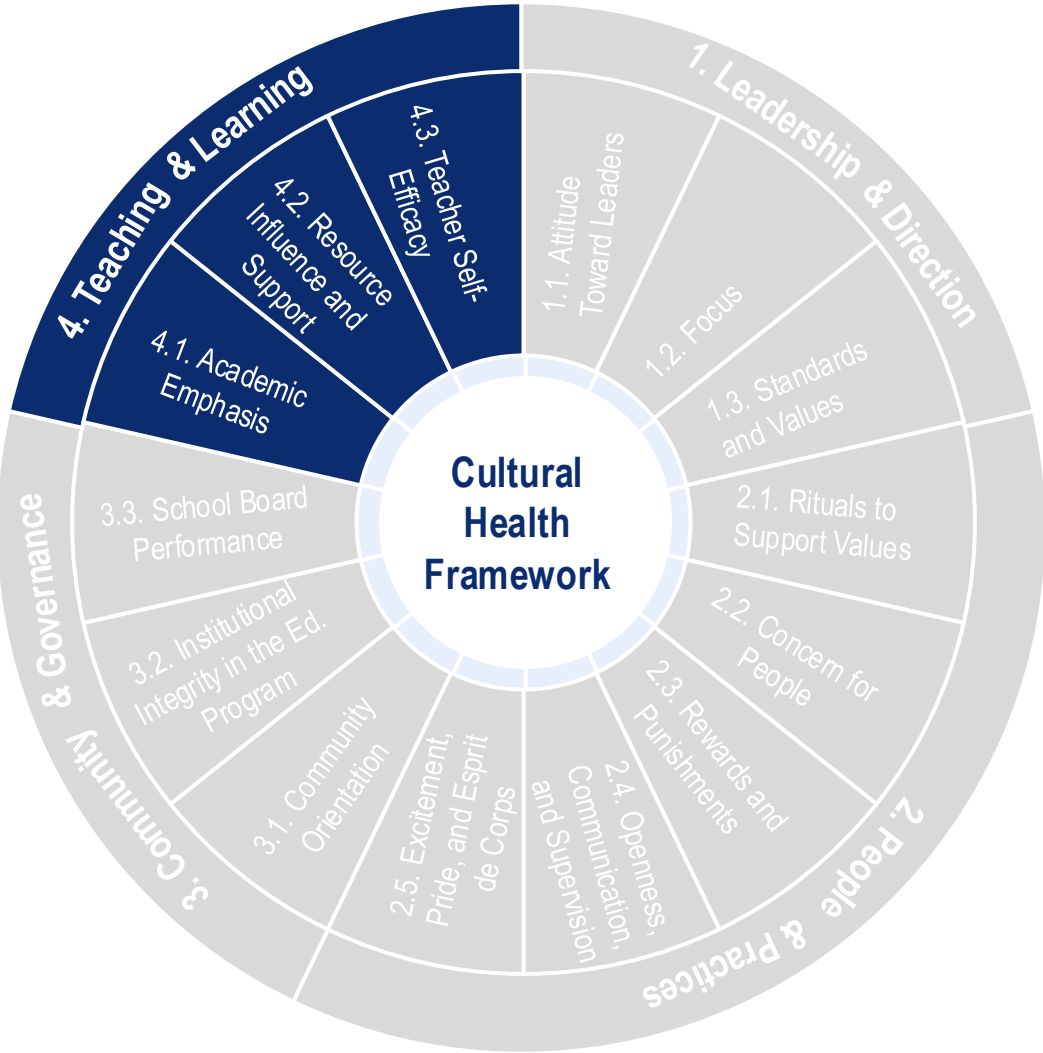 Cultural
Health
Framework
1. Leadership & Direction
1.1. Attitude
Toward Leaders
1.2. Focus
1.3. Standards
and Values
2. People & Practices
2.1. Rituals to
Support Values
2.2. Concern for
People
2.3. Rewards and
Punishments
2.4. Openness,
Communication,
and Supervision
2.5. Excitement,
Pride, and Esprit
de Corps
3. Community & Governance
3.1. Community
Orientation
3.2. Institutional
Integrity in the Ed.
Program
3.3. School Board
Performance
4. Teaching & Learning
4.1. Academic
Emphasis
4.2. Resource
Influence and
Support
4.3. Teacher Self-
Efficacy